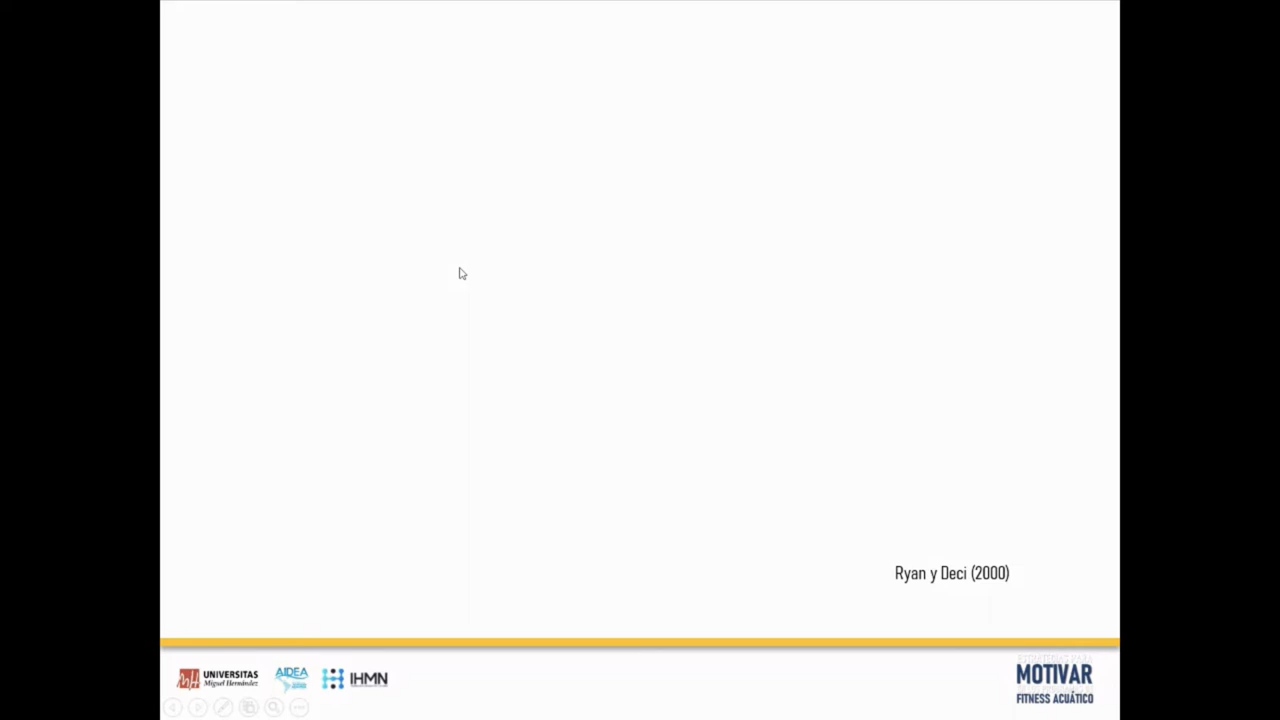 Ryan y Deci (2000)
UNIVERSITAS
Miguel Hernández
AIDEA
IHMN
MOTIVAR
FITNESS ACUÁTICO